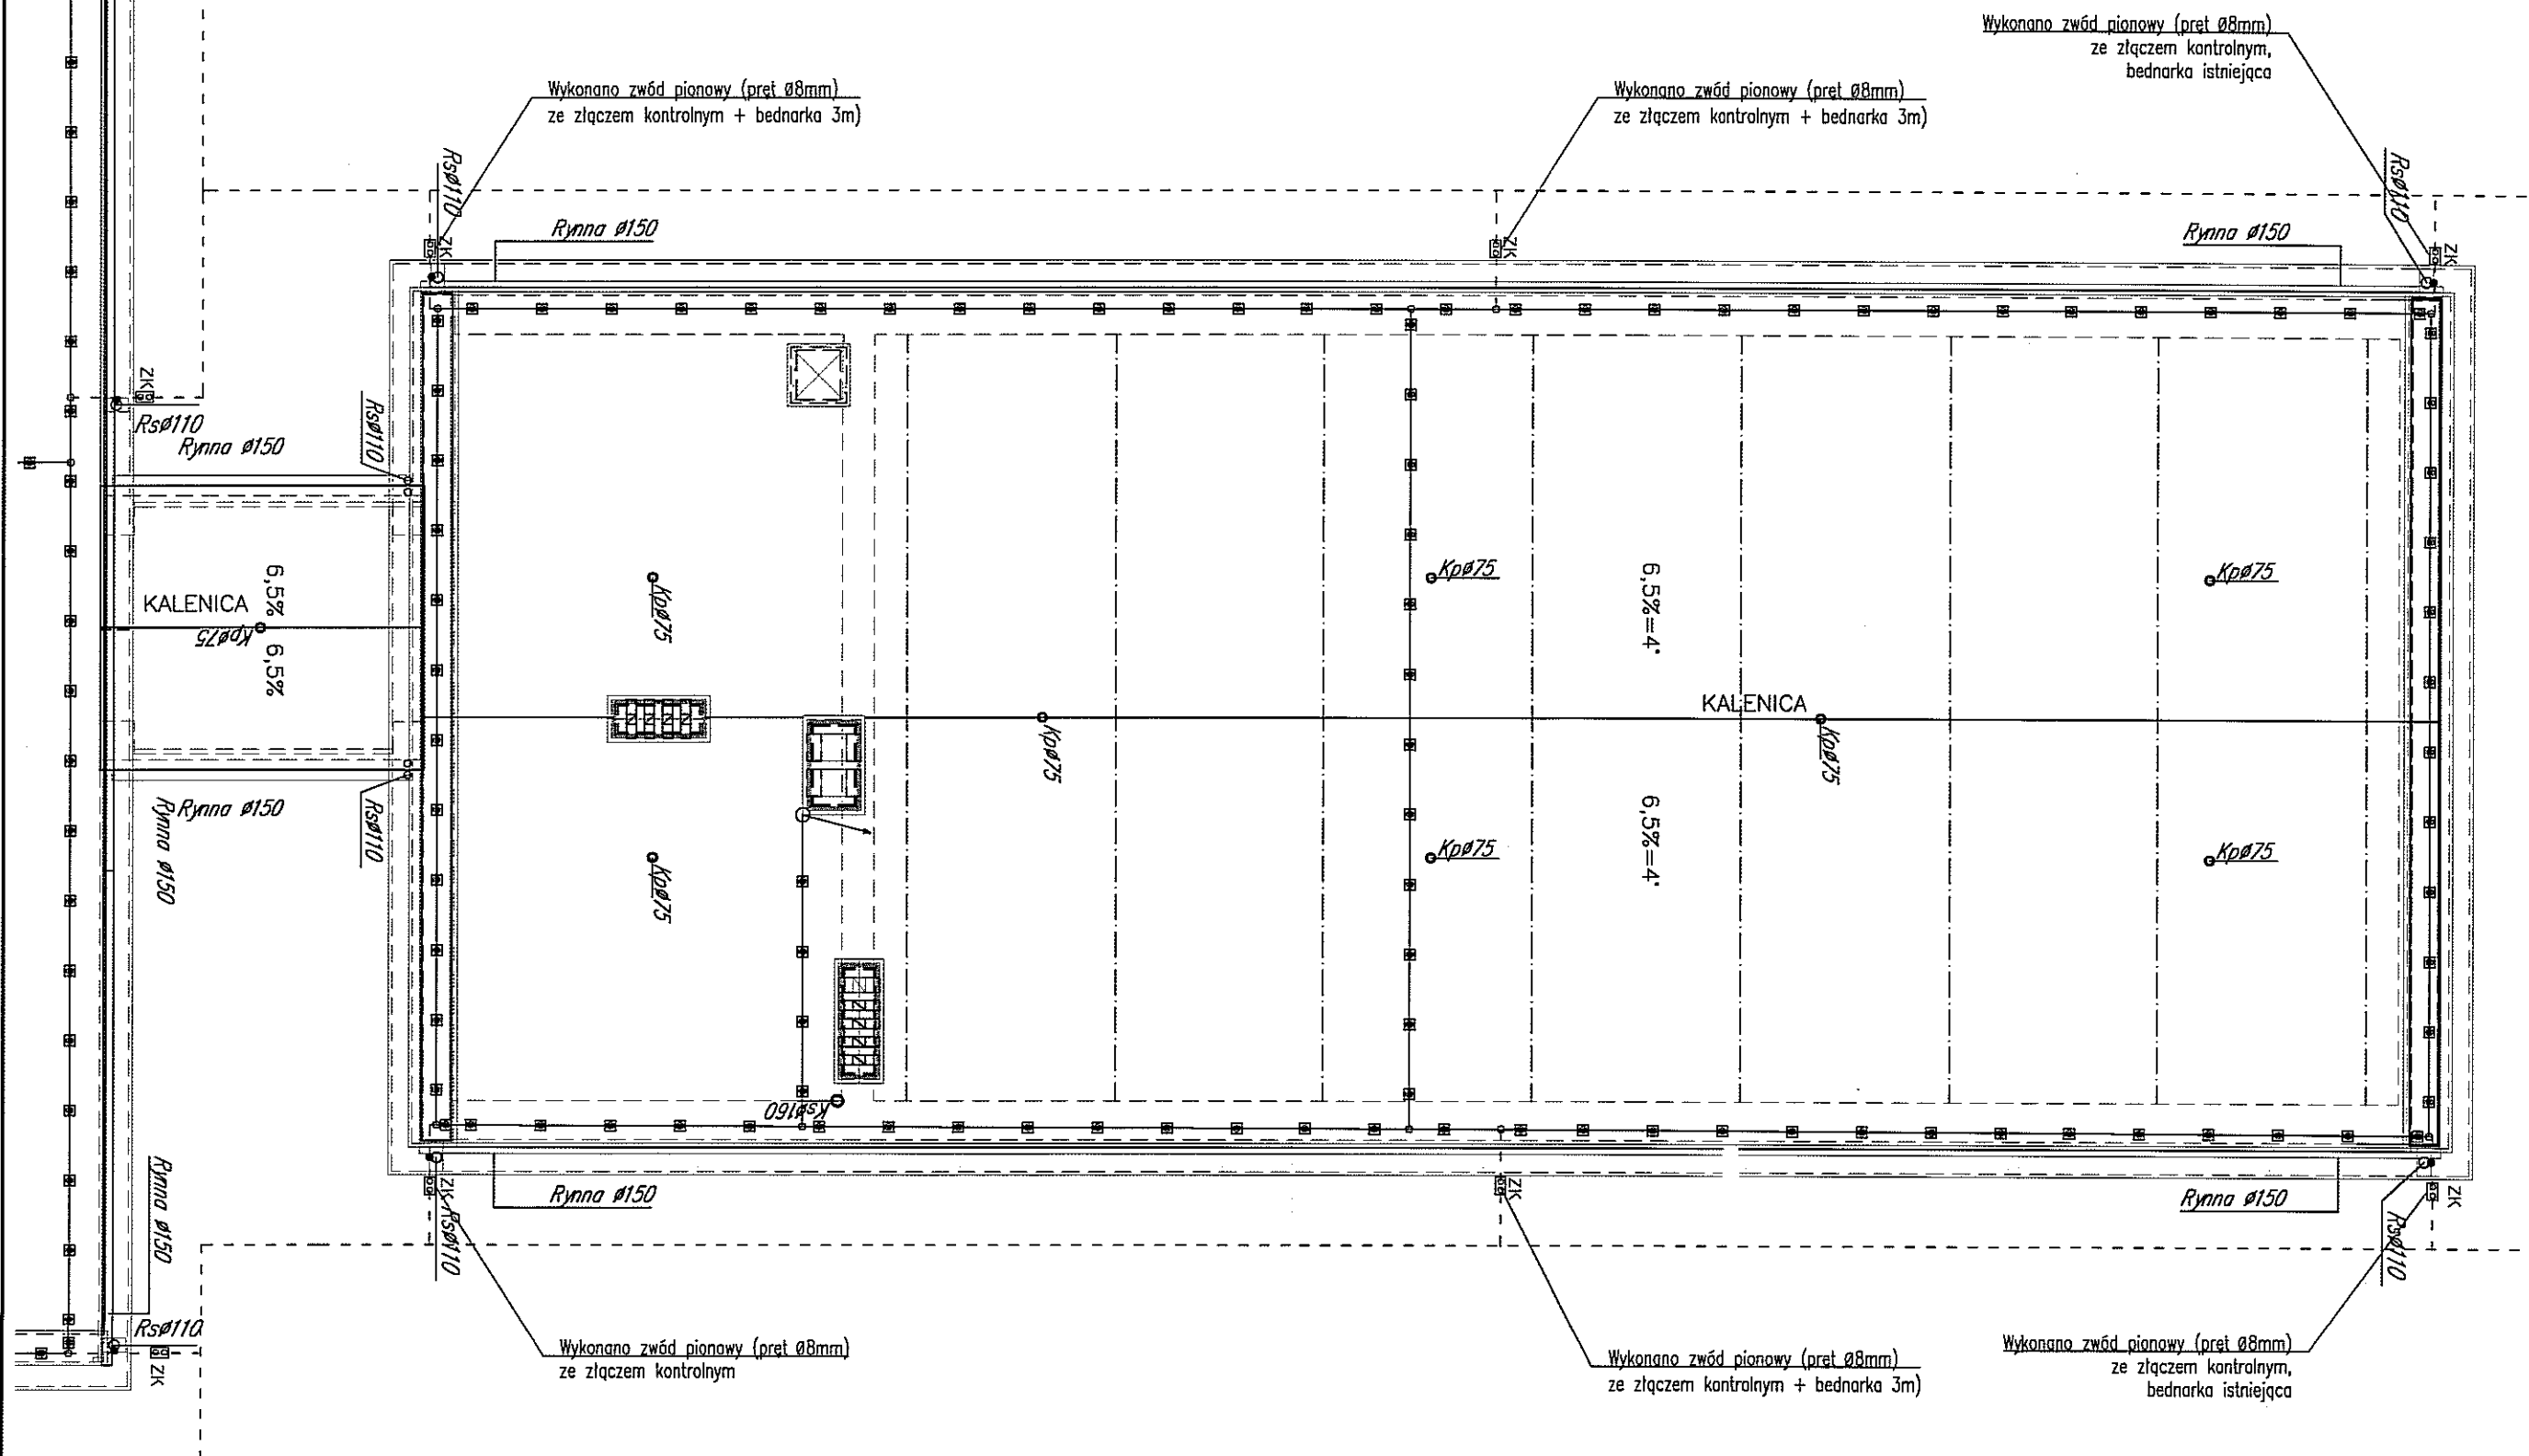 Wykonano zwód pionowy (pręt Ø8mm)
ze złączem kontrolnym,
bednarka istniejąca
Wykonano zwód pionowy (pręt Ø8mm)
ze złączem kontrolnym + bednarka 3m)
Wykonano zwód pionowy (pręt Ø8mm)
ze złączem kontrolnym + bednarka 3m)
RsØ110
RsØ110
Rynna Ø150
Rynna Ø150
ZK
ZK
ZK
ZK
RsØ110
Rynna Ø150
RsØ110
KALENICA
6,5%
KpØ75
6,5%
KpØ75
KpØ75
6,5%=4°
KpØ75
KALENICA
KpØ75
KpØ75
Rynna Ø150
Rynna Ø150
RsØ110
KpØ75
KpØ75
6,5%=4°
KpØ75
KsØ160
Rynna Ø150
RsØ110
ZK
ZK
RsØ110
Rynna Ø150
ZK
Rynna Ø150
ZK
RsØ110
Wykonano zwód pionowy (pręt Ø8mm)
ze złączem kontrolnym
Wykonano zwód pionowy (pręt Ø8mm)
ze złączem kontrolnym + bednarka 3m)
Wykonano zwód pionowy (pręt Ø8mm)
ze złączem kontrolnym,
bednarka istniejąca